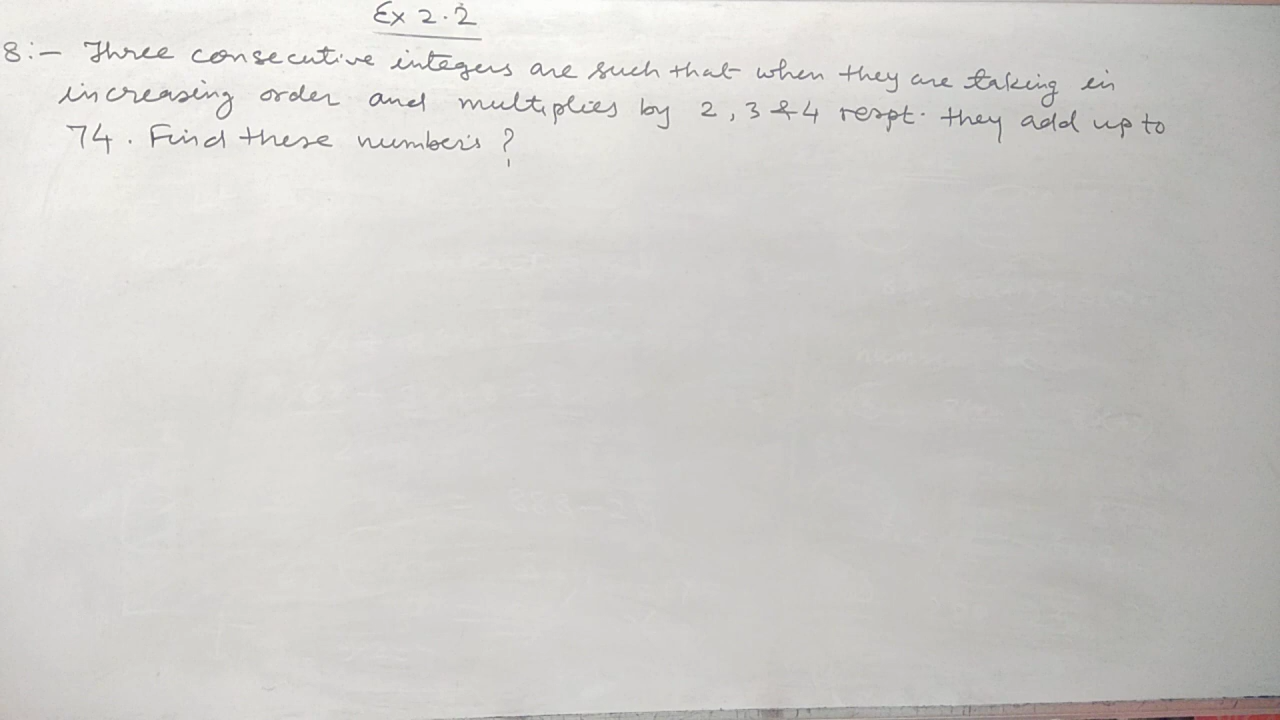 Ex 2.2
8:- Three consecutive integers are such that when they are taking in
increasing order and multiplies by 2, 3 & 4 respt. they add up to
74. Find these numbers ?